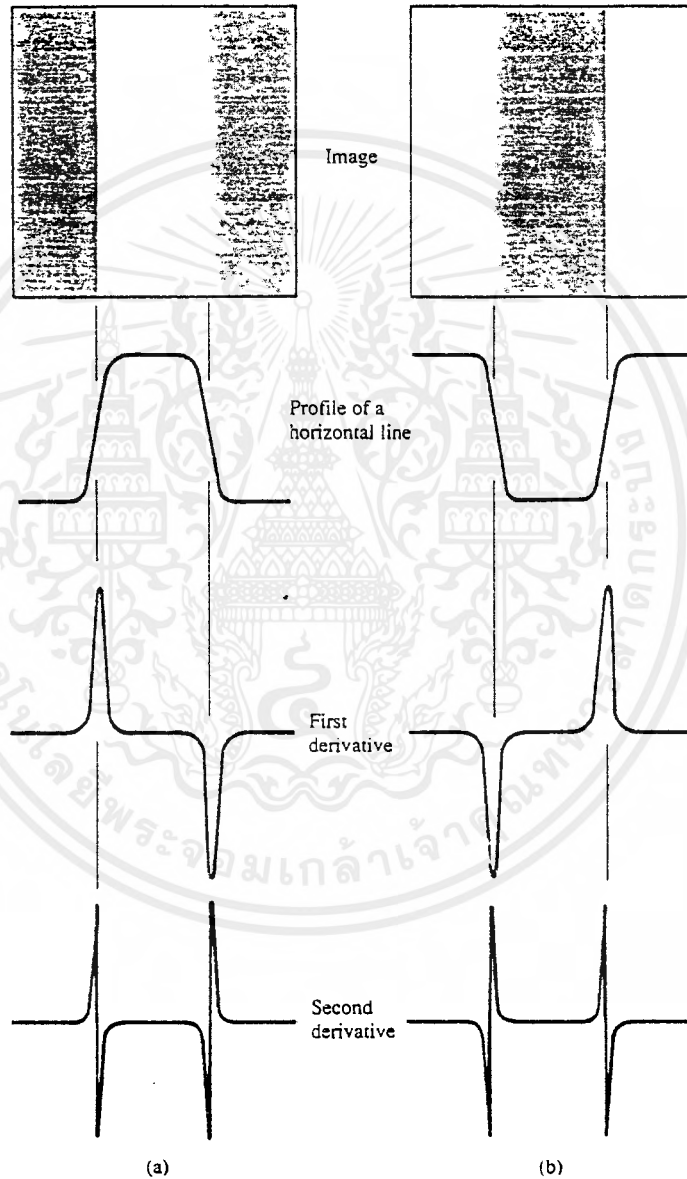 Image
Profile of a
horizontal line
First
derivative
Second
derivative
(a)
(b)